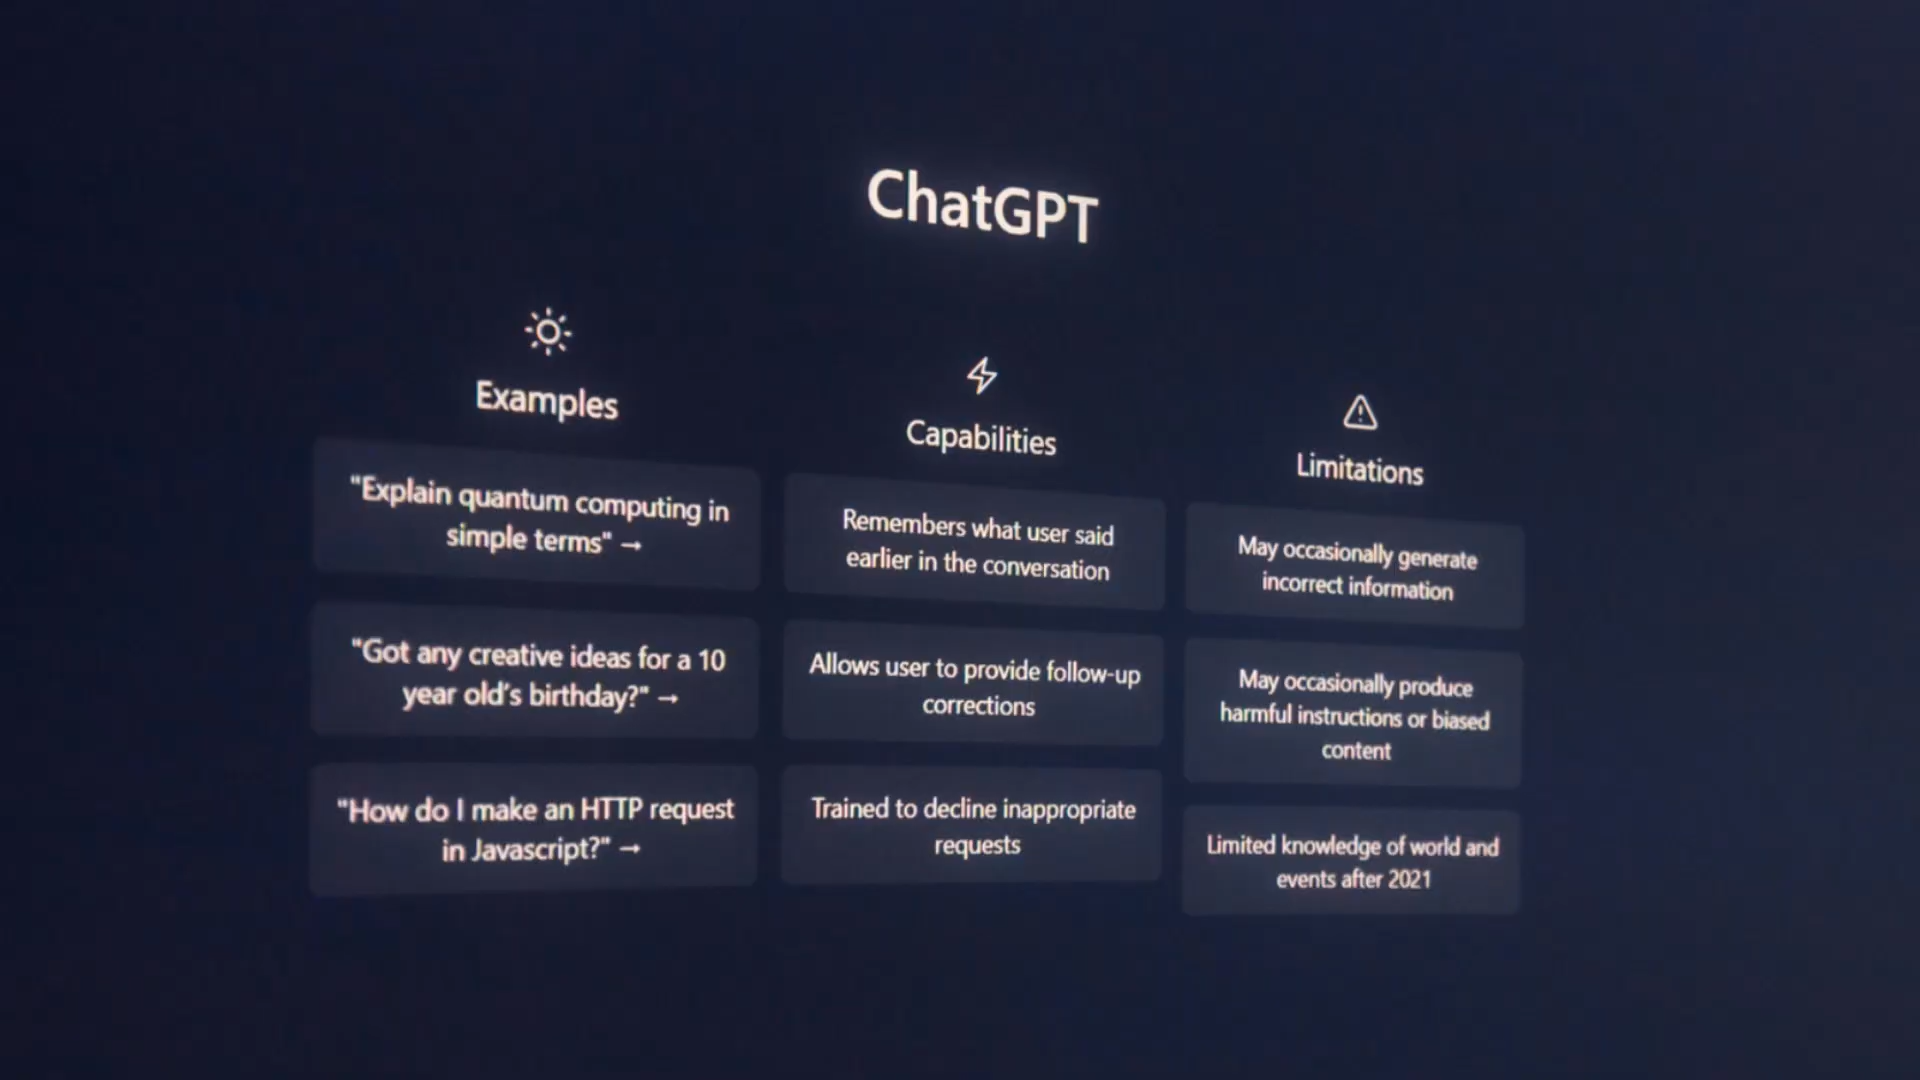 ChatGPT
Examples
"Explain quantum computing in
simple terms" →
"Got any creative ideas for a 10
year old's birthday?" →
"How do I make an HTTP request
in Javascript?" →
Capabilities
Remembers what user said
earlier in the conversation
Allows user to provide follow-up
corrections
Trained to decline inappropriate
requests
Limitations
May occasionally generate
incorrect information
May occasionally produce
harmful instructions or biased
content
Limited knowledge of world and
events after 2021